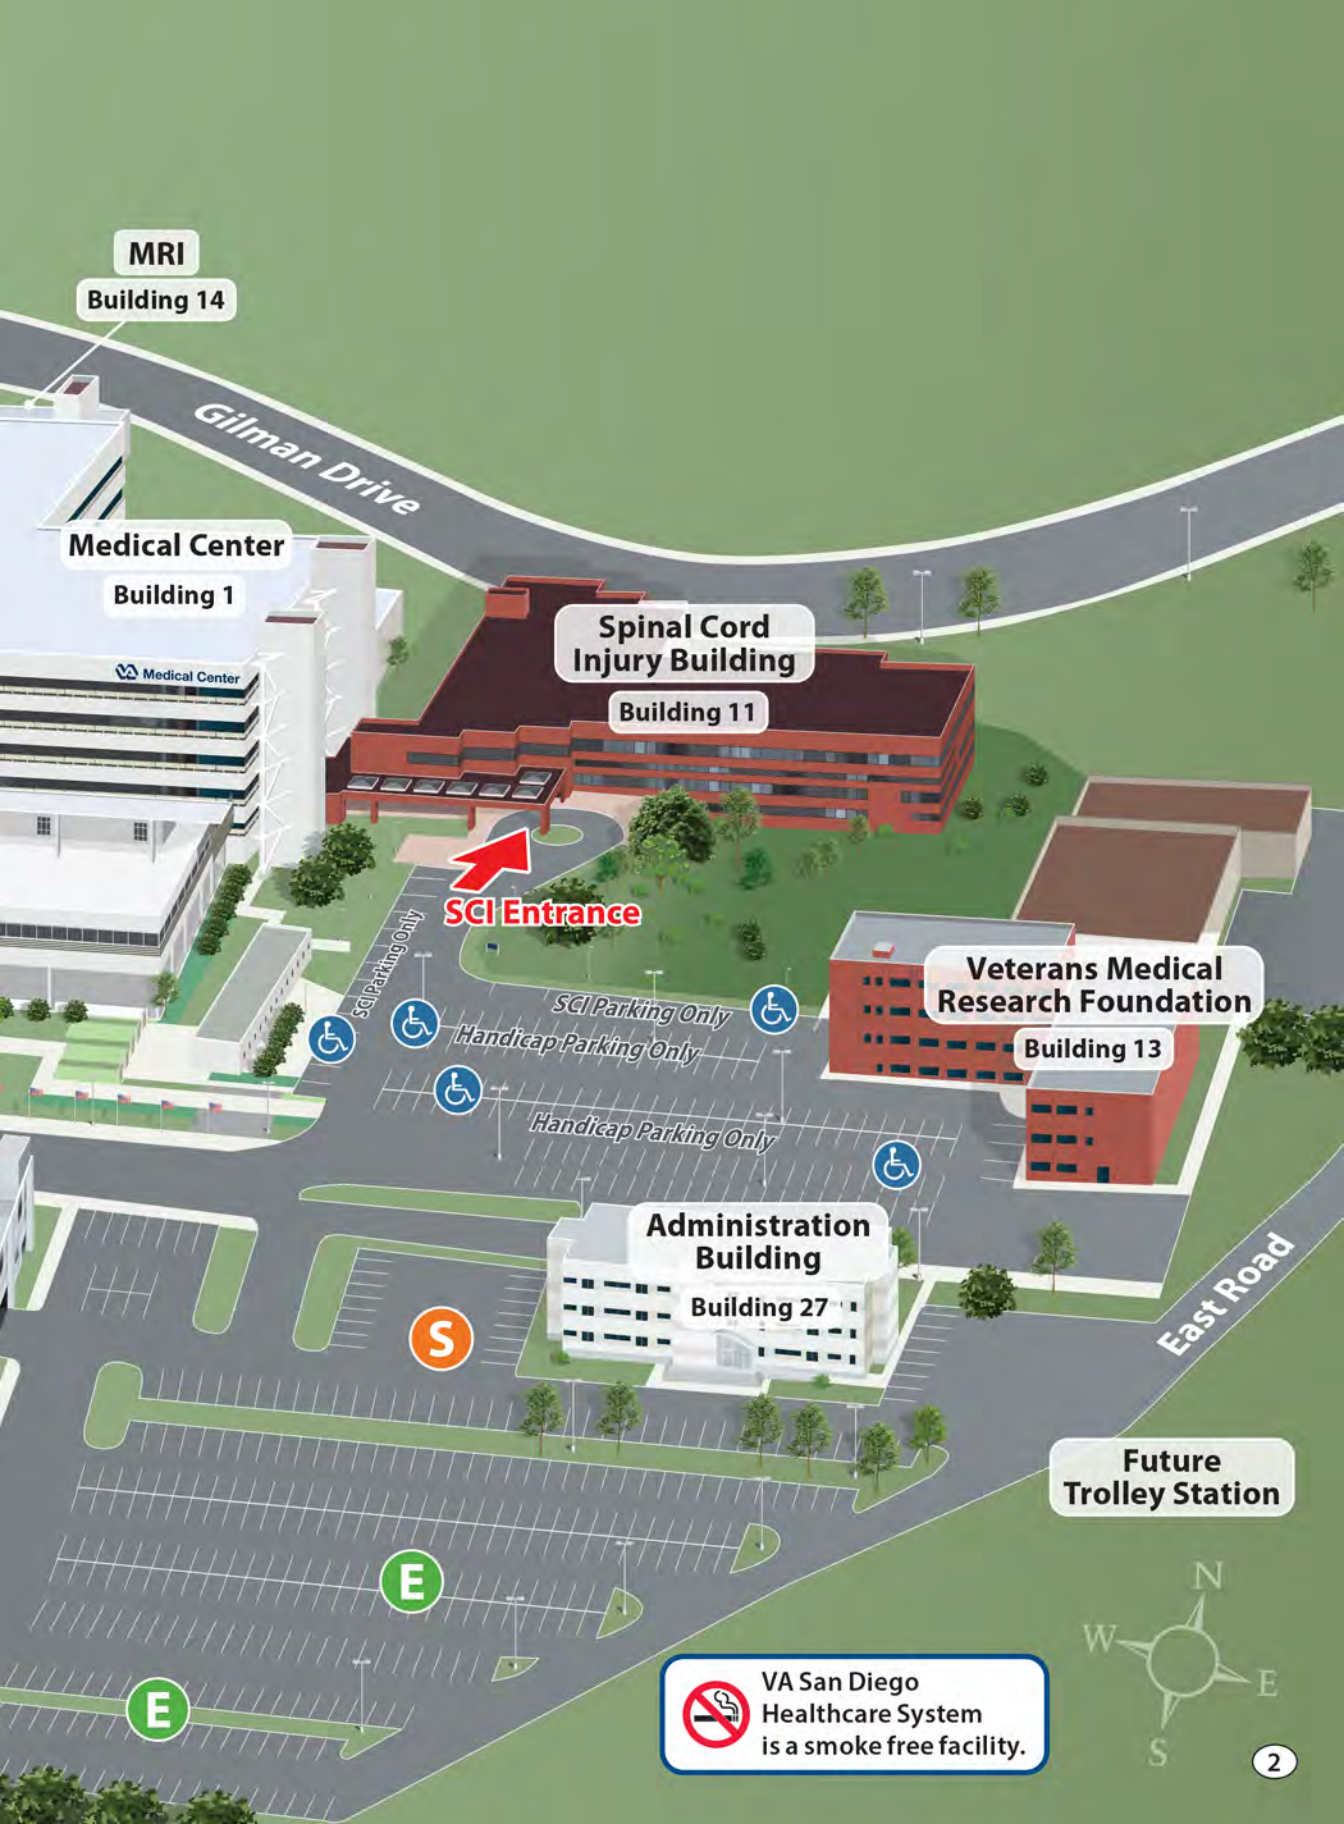 MRI
Building 14
Gilman Drive
Medical Center
Building 1
VA Medical Center
Spinal Cord
Injury Building
Building 11
SCI Entrance
SCI Parking Only
SCI Parking Only
Handicap Parking Only
Handicap Parking Only
Veterans Medical
Research Foundation
Building 13
Administration
Building
Building 27
S
East Road
Future
Trolley Station
E
E
N
W
E
S
VA San Diego
Healthcare System
is a smoke free facility.
2